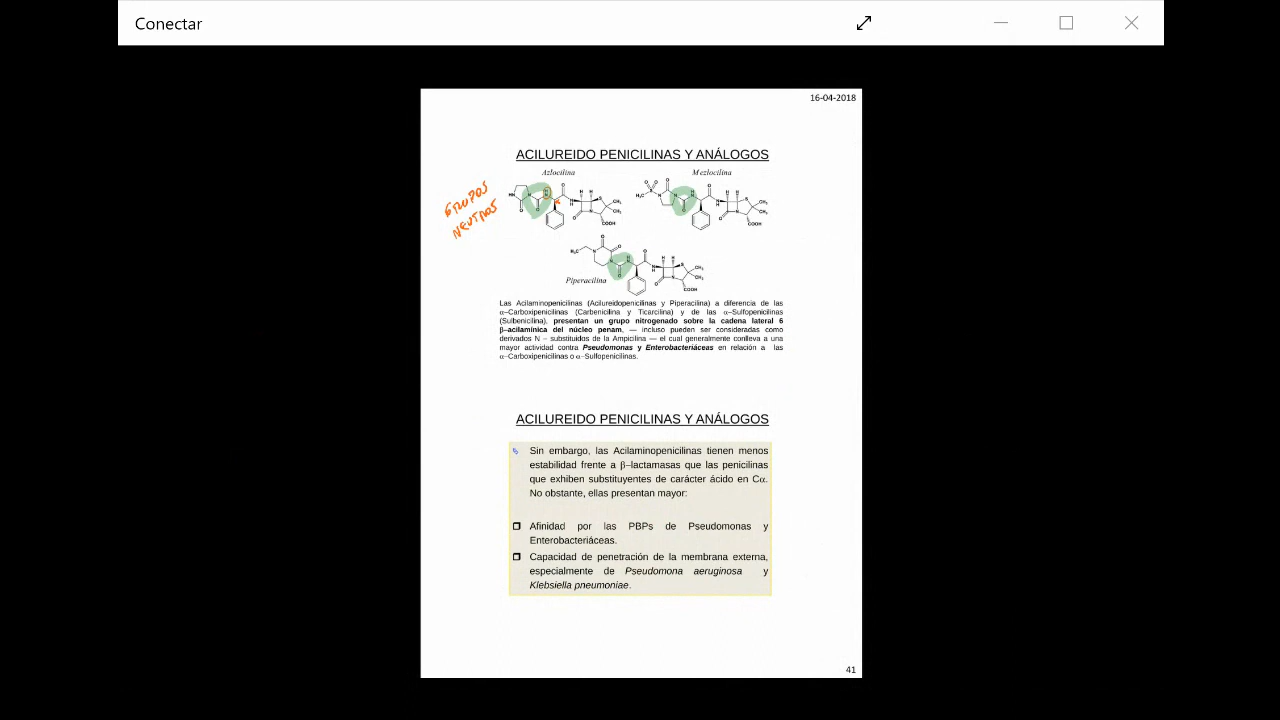 Conectar
16-04-2018
ACILUREIDO PENICILINAS Y ANÁLOGOS
Azlocilina
Mezlocilina
GRUPOS
NEUTROS
Piperacilina
Las Acilaminopenicilinas (Acilureidopenicilinas y Piperacilina) a diferencia de las
α–Carboxipenicilinas (Carbenicilina y Ticarcilina) y de las α–Sulfopenicilinas
(Sulbenicilina), presentan un grupo nitrogenado sobre la cadena lateral 6
β–acilamínica del núcleo penam, — incluso pueden ser consideradas como
derivados N – substituidos de la Ampicilina — el cual generalmente conlleva a una
mayor actividad contra Pseudomonas y Enterobacteriáceas en relación a las
α–Carboxipenicilinas o α–Sulfopenicilinas.
ACILUREIDO PENICILINAS Y ANÁLOGOS
Sin embargo, las Acilaminopenicilinas tienen menos
estabilidad frente a β–lactamasas que las penicilinas
que exhiben substituyentes de carácter ácido en Cα.
No obstante, ellas presentan mayor:
Afinidad por las PBPs de Pseudomonas y
Enterobacteriáceas.
Capacidad de penetración de la membrana externa,
especialmente de Pseudomona aeruginosa y
Klebsiella pneumoniae.
41